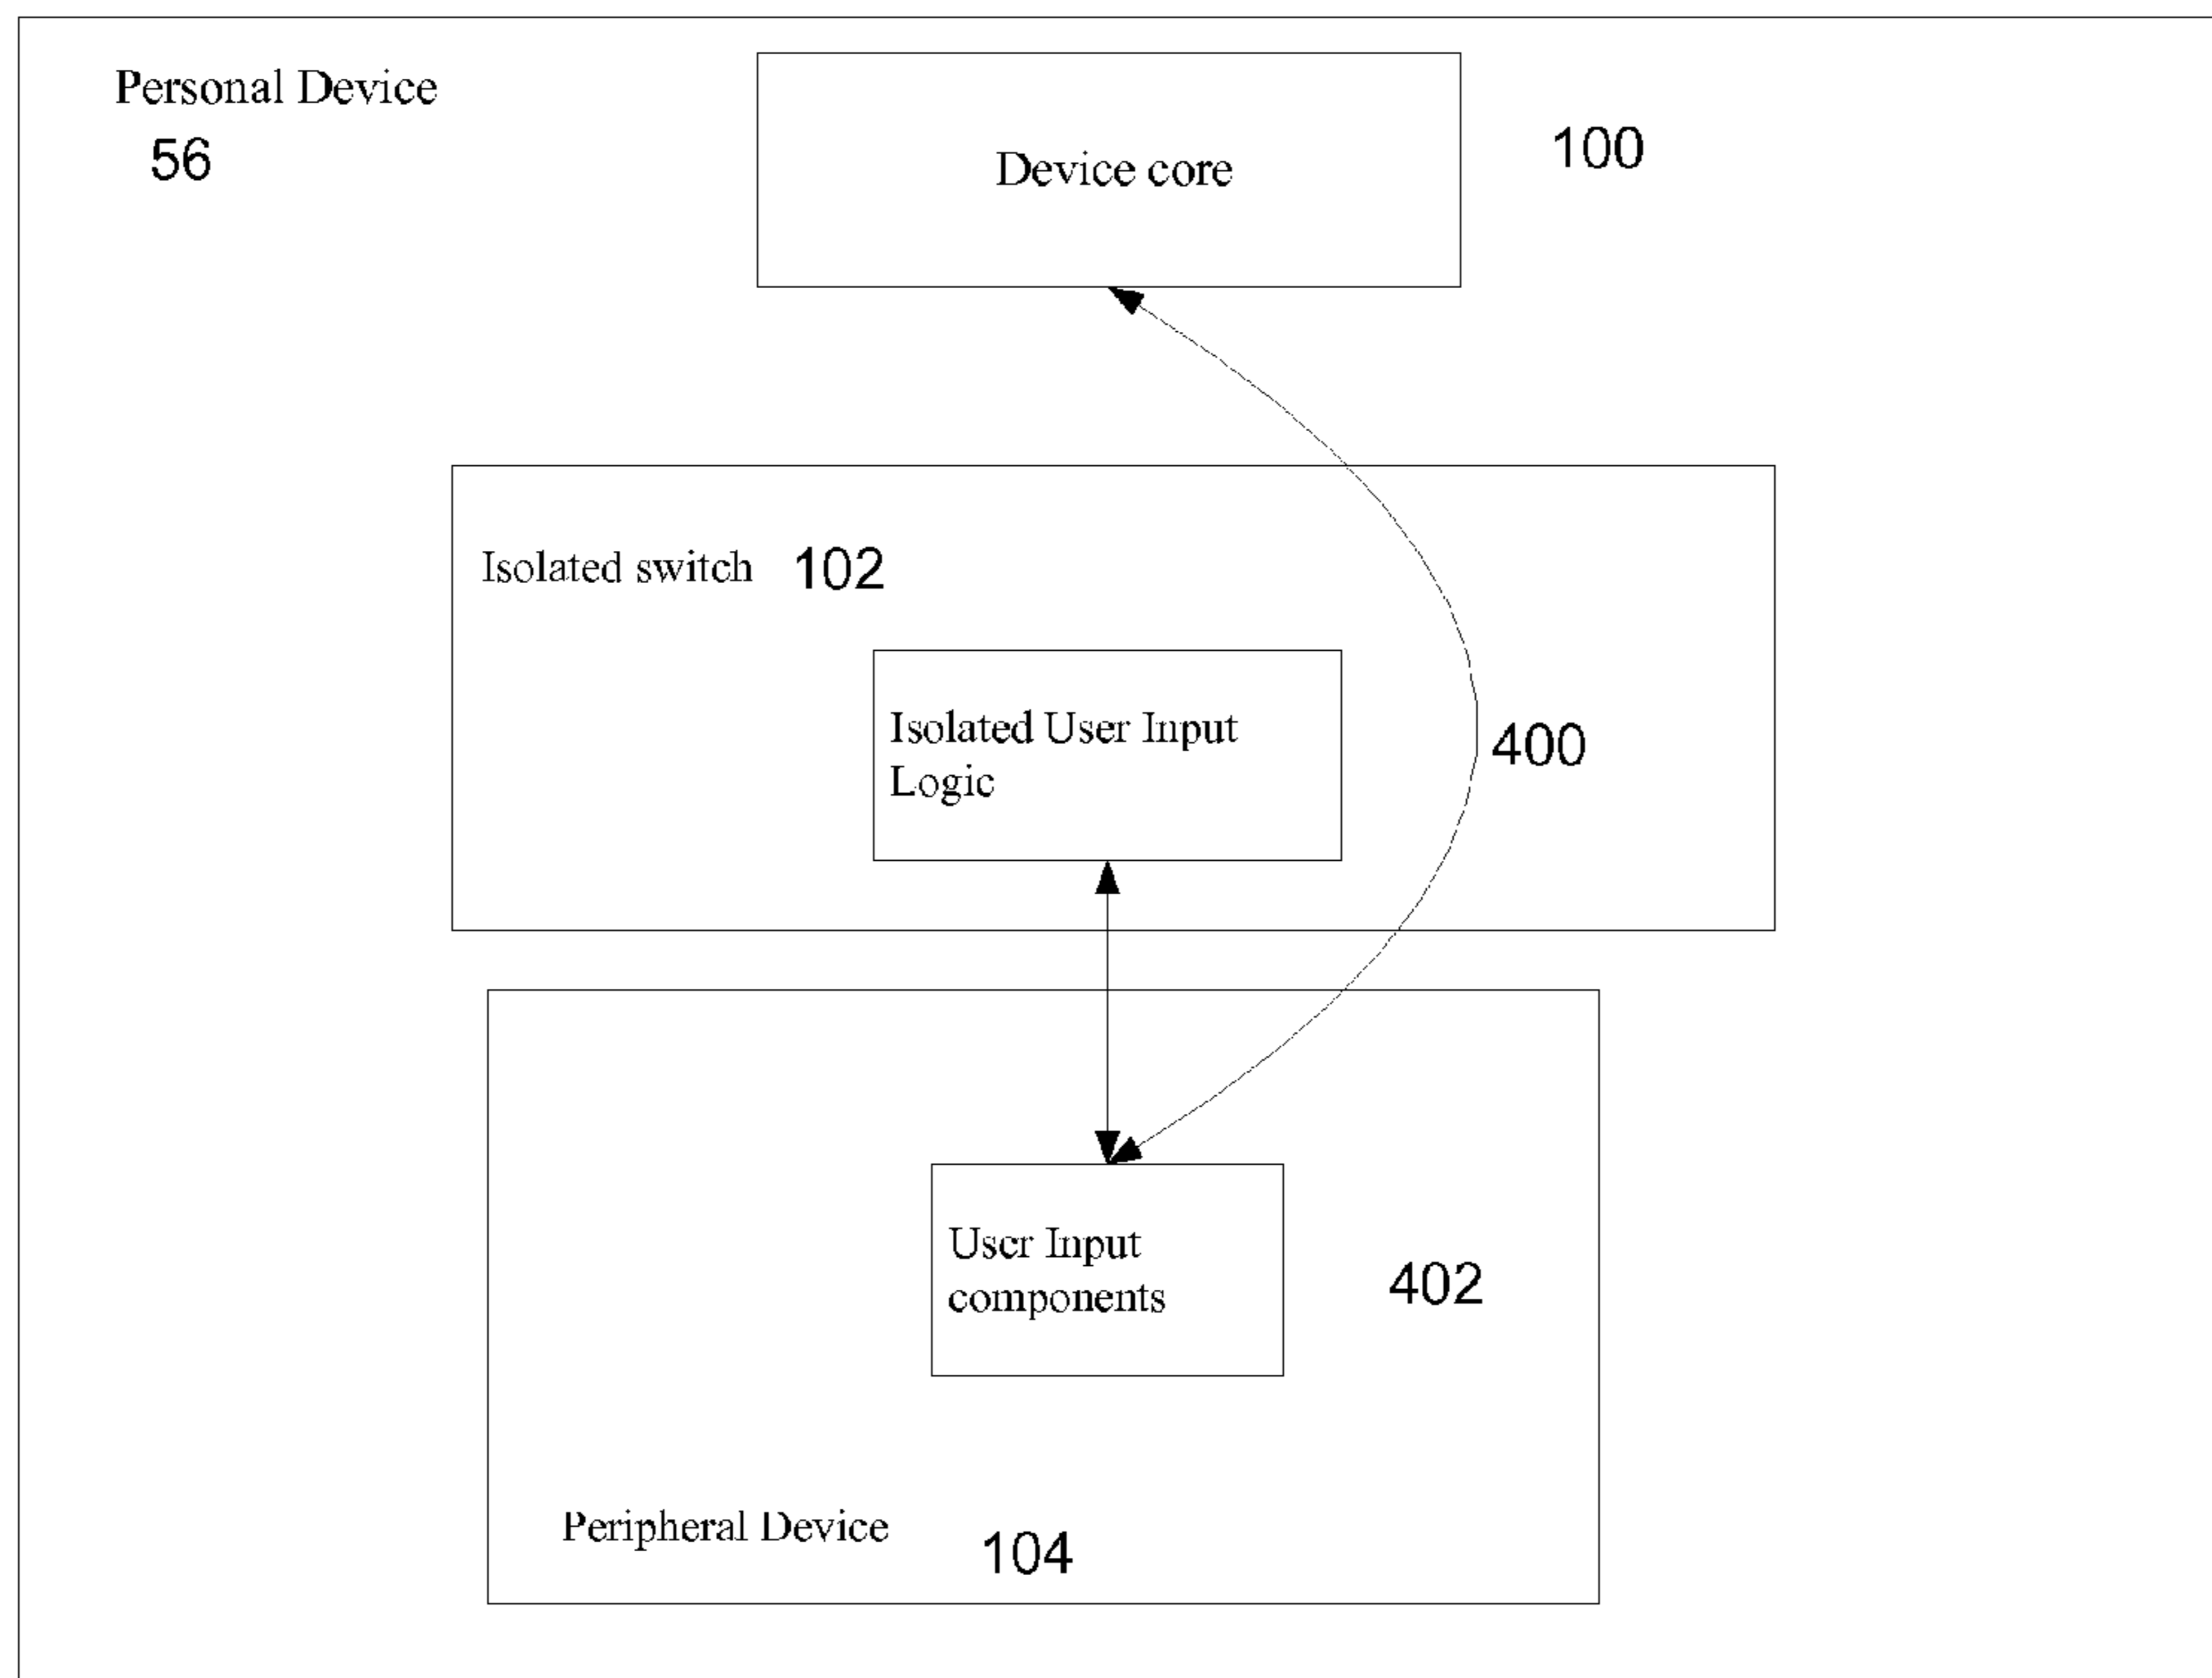 Personal Device
56
Device core
100
Isolated switch 102
Isolated User Input
Logic
400
User Input
components
402
Peripheral Device
104